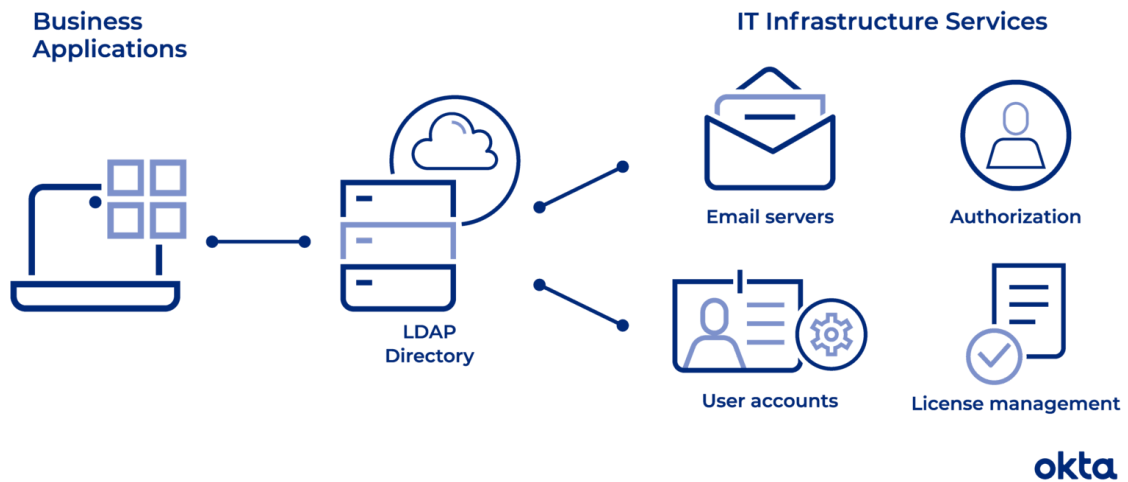 Business
Applications
IT Infrastructure Services
Email servers
Authorization
LDAP
Directory
User accounts
License management
okta